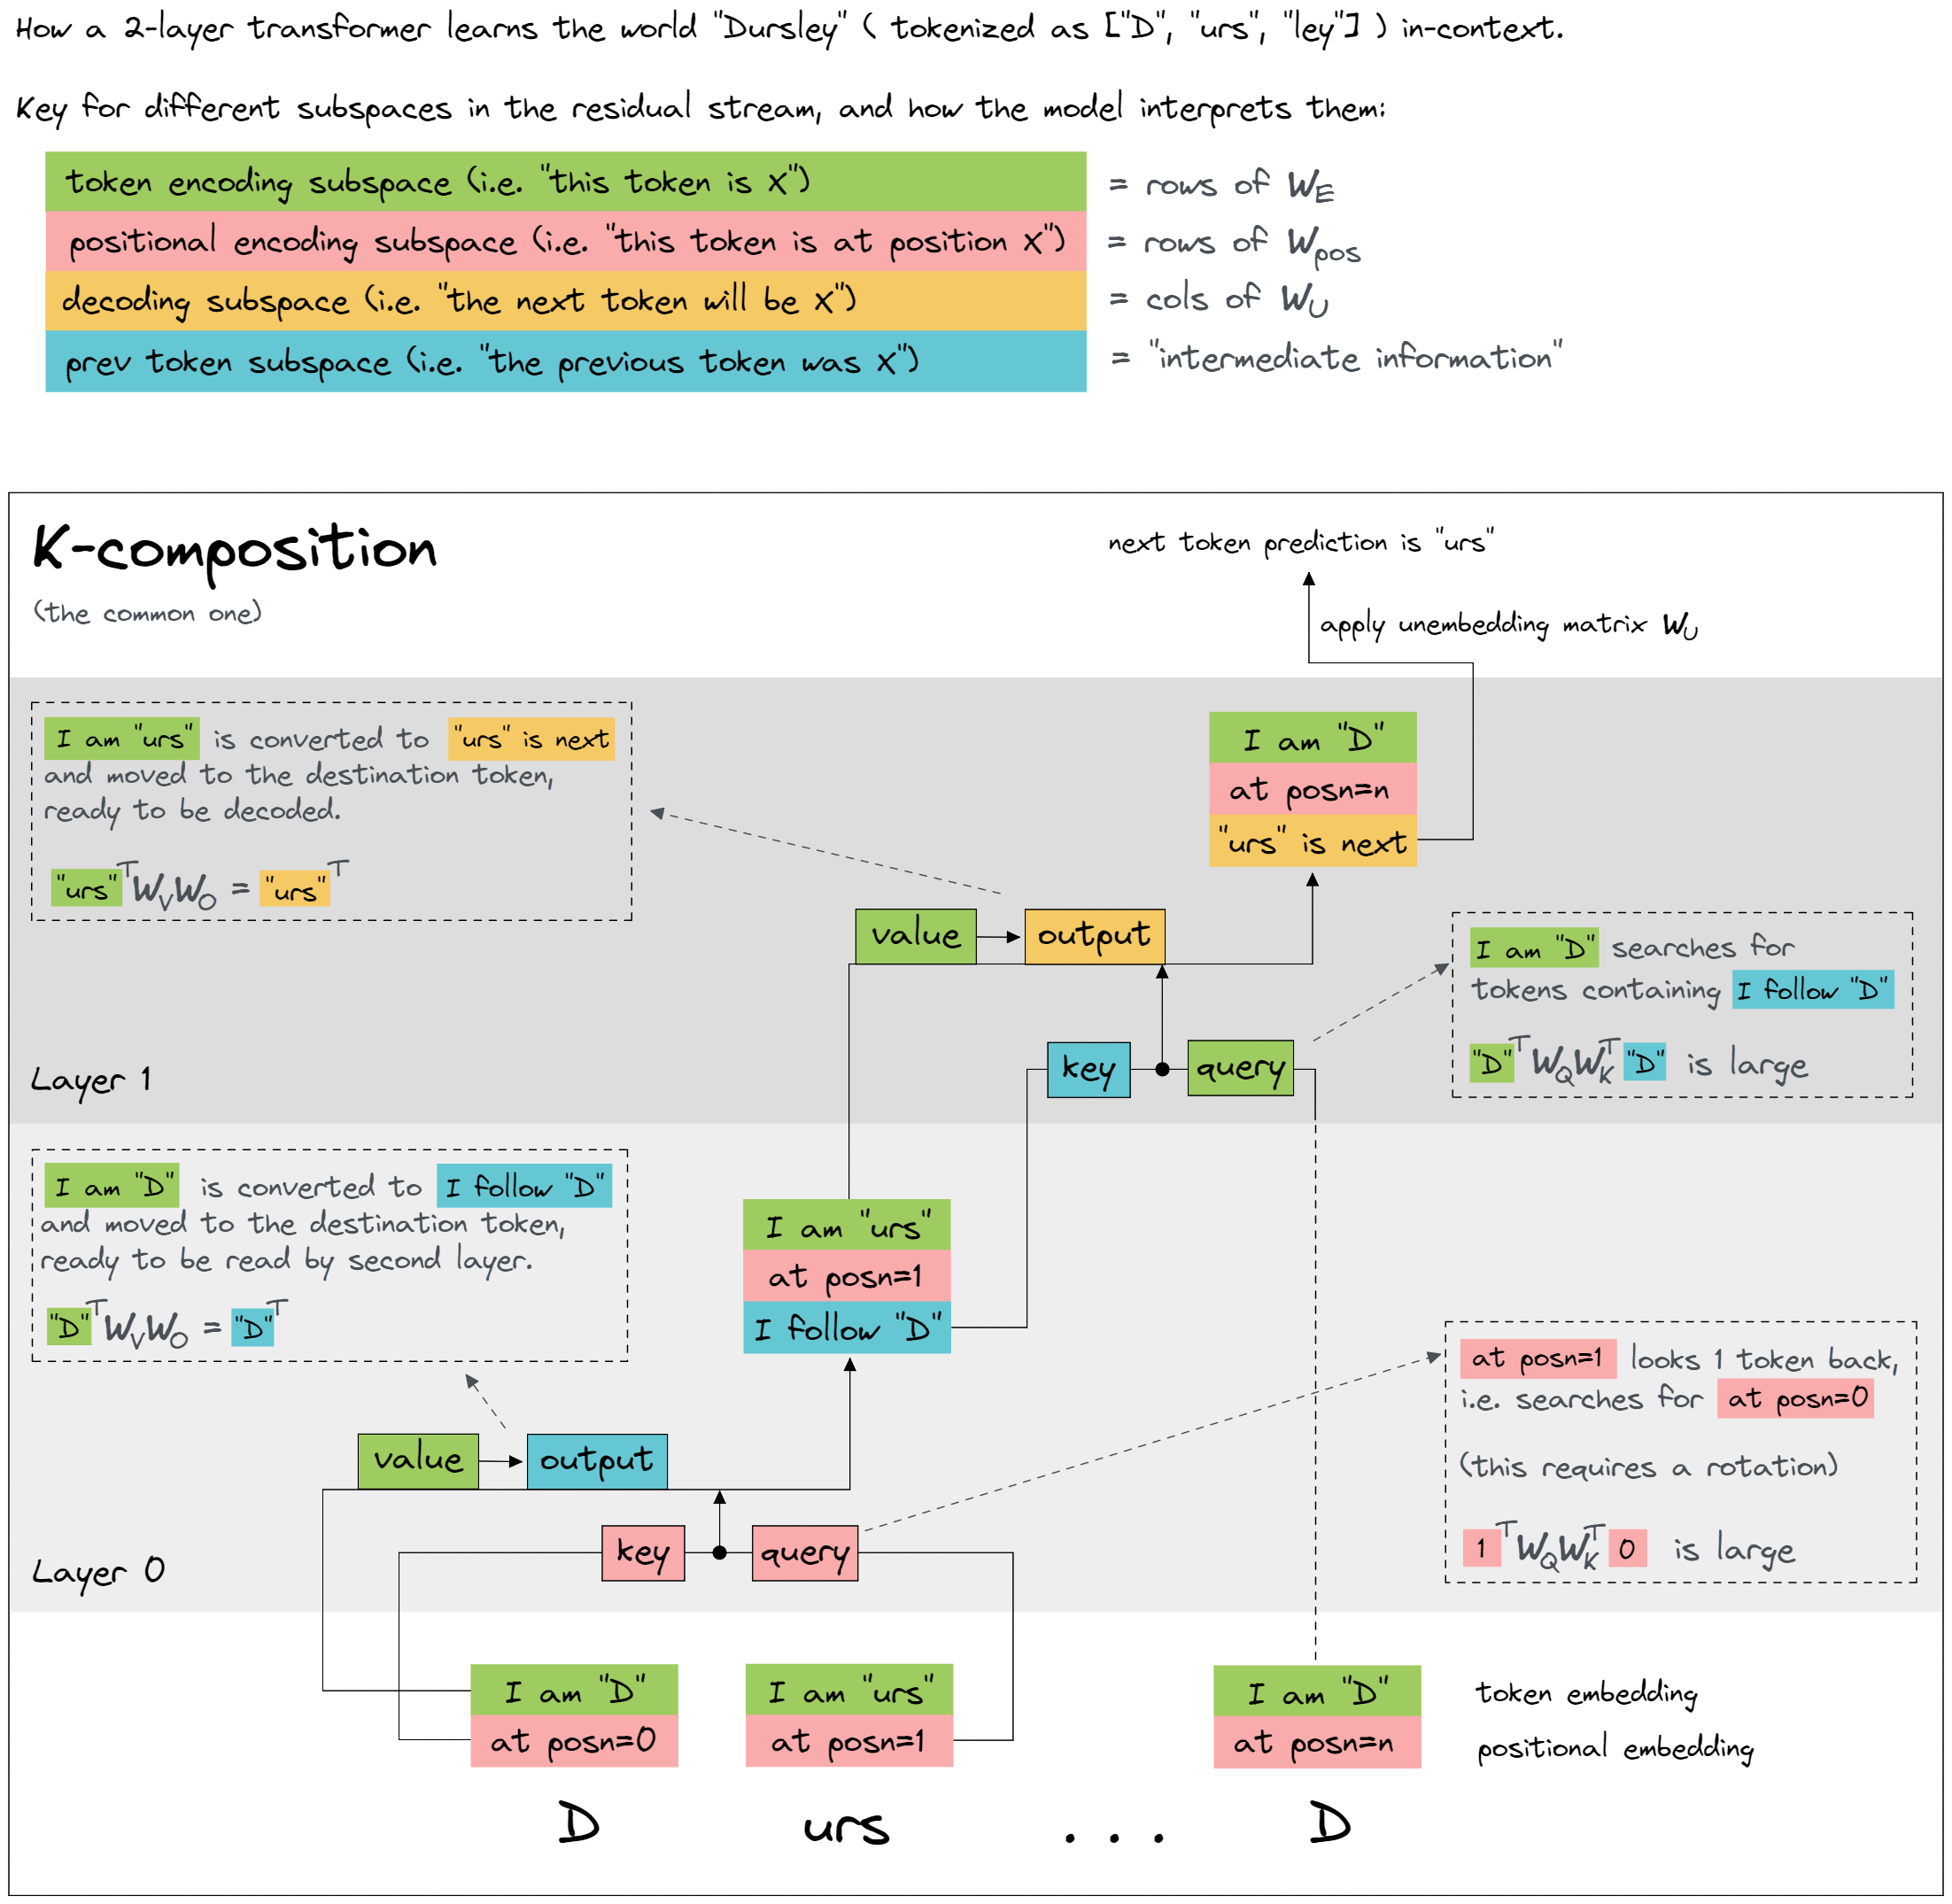 How a 2-layer transformer learns the world "Dursley" ( tokenized as ["D", "urs", "ley"] ) in-context.
Key for different subspaces in the residual stream, and how the model interprets them:
token encoding subspace (i.e. "this token is X") = rows of W_E
positional encoding subspace (i.e. "this token is at position X") = rows of W_pos
decoding subspace (i.e. "the next token will be X") = cols of W_U
prev token subspace (i.e. "the previous token was X") = "intermediate information"
K-composition
(the common one)
next token prediction is "urs"
apply unembedding matrix W_U
I am "urs" is converted to "urs" is next
and moved to the destination token,
ready to be decoded.
"urs"^T W_V W_O = "urs"^T
I am "D"
at posn=n
"urs" is next
value
output
I am "D" searches for
tokens containing I follow "D"
"D"^T W_Q W_K^T "D" is large
key
query
Layer 1
I am "D" is converted to I follow "D"
and moved to the destination token,
ready to be read by second layer.
"D"^T W_V W_O = "D"^T
I am "urs"
at posn=1
I follow "D"
at posn=1 looks 1 token back,
i.e. searches for at posn=0
(this requires a rotation)
1^T W_Q W_K^T 0 is large
value
output
key
query
Layer 0
I am "D"
at posn=0
I am "urs"
at posn=1
I am "D"
at posn=n
token embedding
positional embedding
D urs . . . D